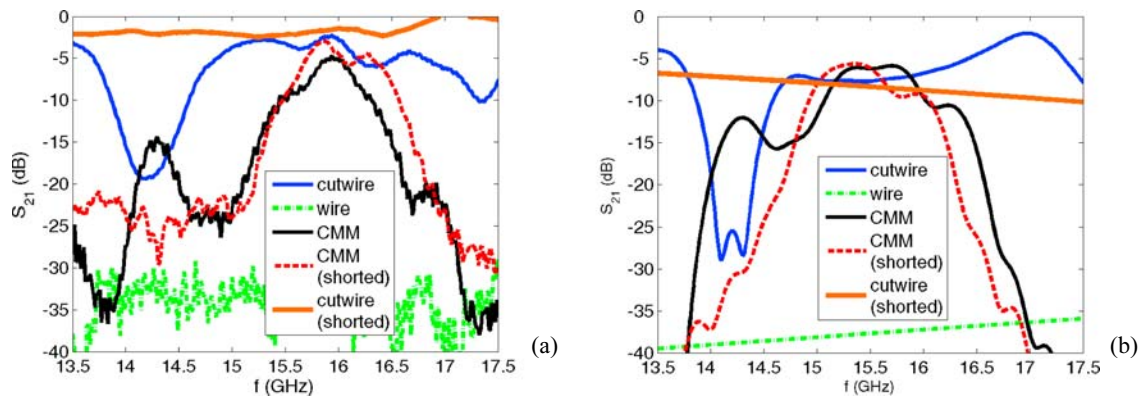 0
-5
-10
-15
-20
-25
-30
-35
-40
S21 (dB)
13.5 14 14.5 15 15.5 16 16.5 17 17.5
f (GHz)
cutwire
wire
CMM
CMM
(shorted)
cutwire
(shorted)
(a)
0
-5
-10
-15
-20
-25
-30
-35
-40
S21 (dB)
13.5 14 14.5 15 15.5 16 16.5 17 17.5
f (GHz)
cutwire
wire
CMM
CMM
(shorted)
cutwire
(shorted)
(b)